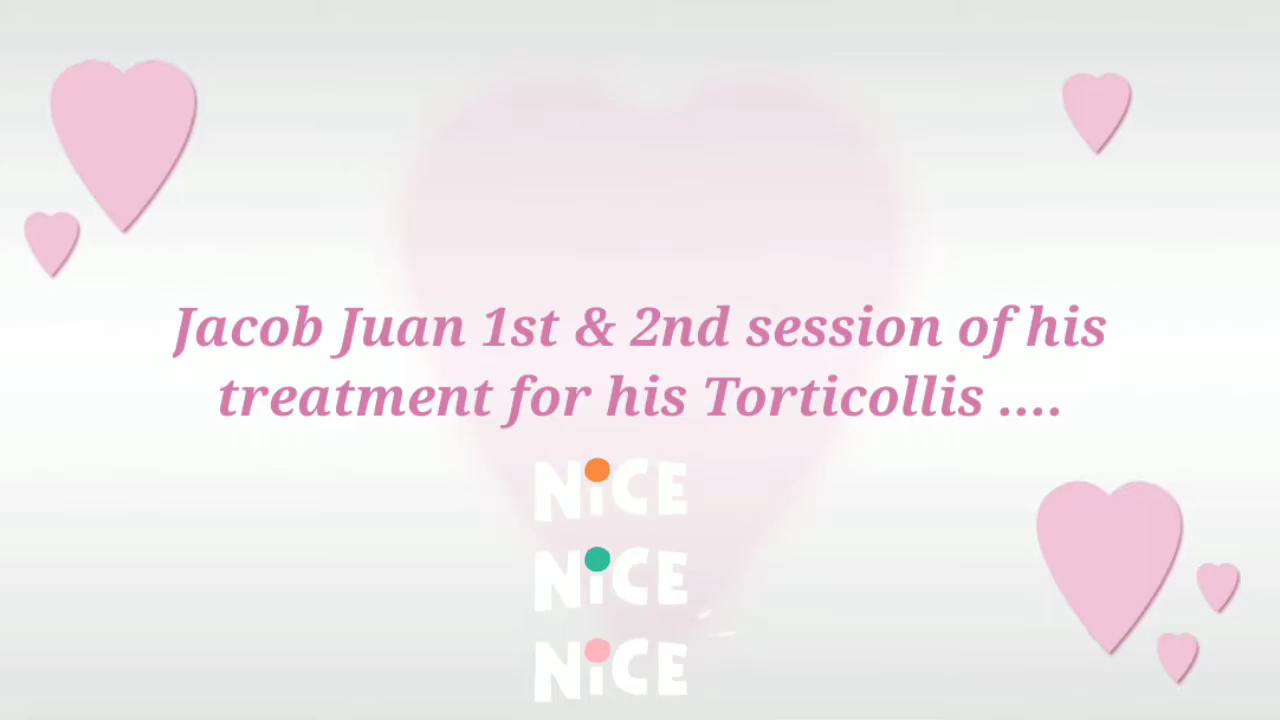 Jacob Juan 1st & 2nd session of his
treatment for his Torticollis ....
NiCE
NiCE
NiCE